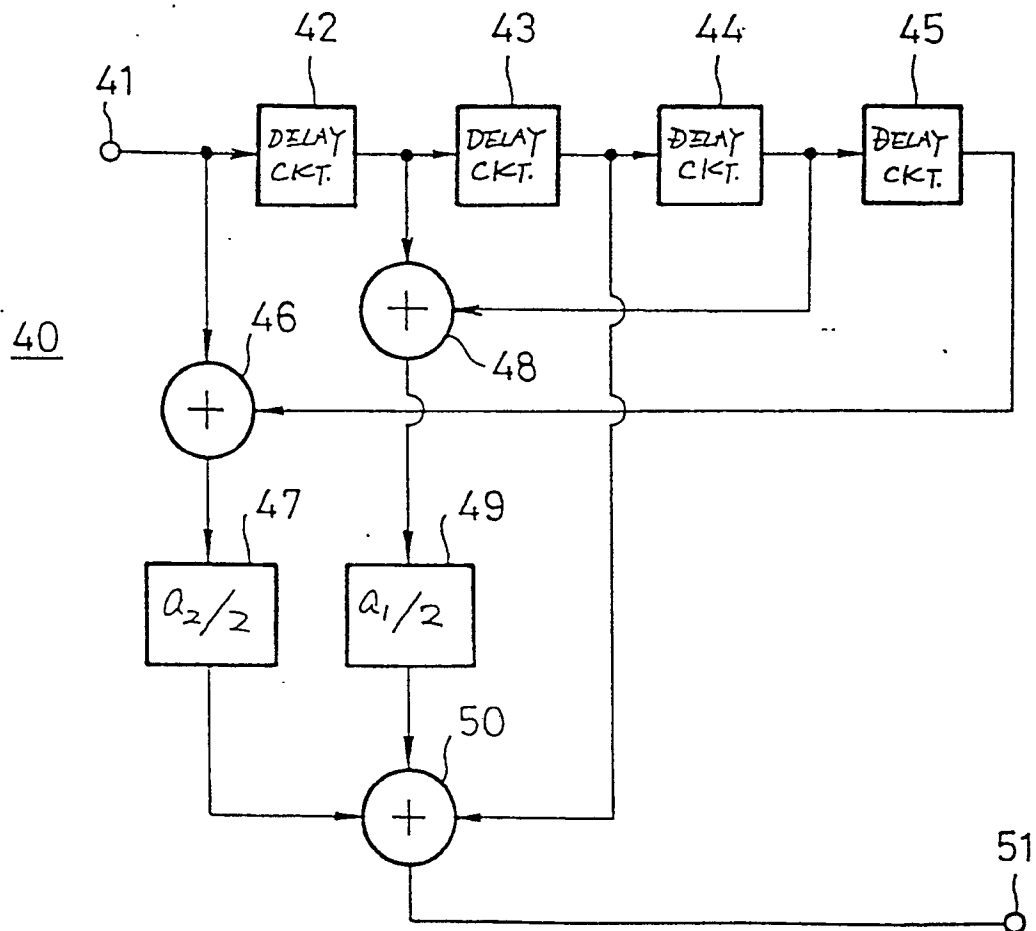 42
43
44
45
41
DELAY
CKT.
DELAY
CKT.
DELAY
CKT.
DELAY
CKT.
+
46
48
40
+
47
49
a₂/2
a₁/2
50
+
51